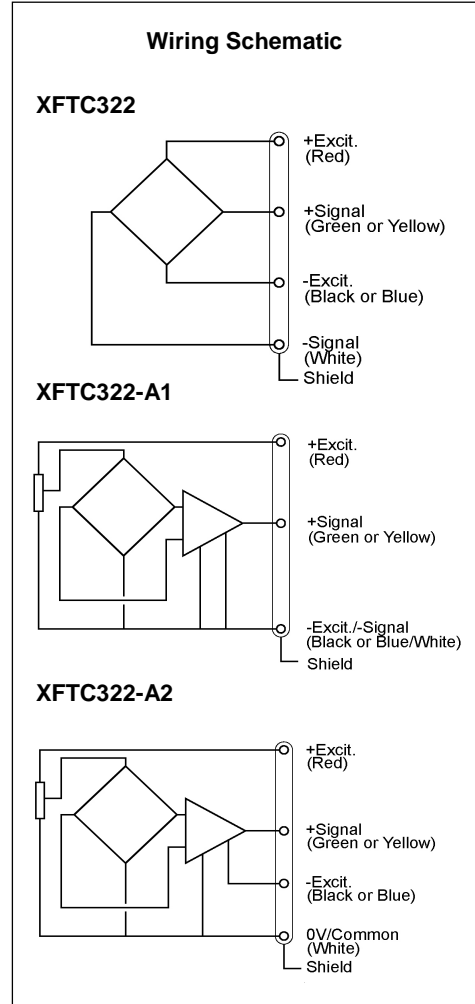 Wiring Schematic
XFTC322
+Excit.
(Red)
+Signal
(Green or Yellow)
-Excit.
(Black or Blue)
-Signal
(White)
Shield
XFTC322-A1
+Excit.
(Red)
+Signal
(Green or Yellow)
-Excit./-Signal
(Black or Blue/White)
Shield
XFTC322-A2
+Excit.
(Red)
+Signal
(Green or Yellow)
-Excit.
(Black or Blue)
0V/Common
(White)
Shield